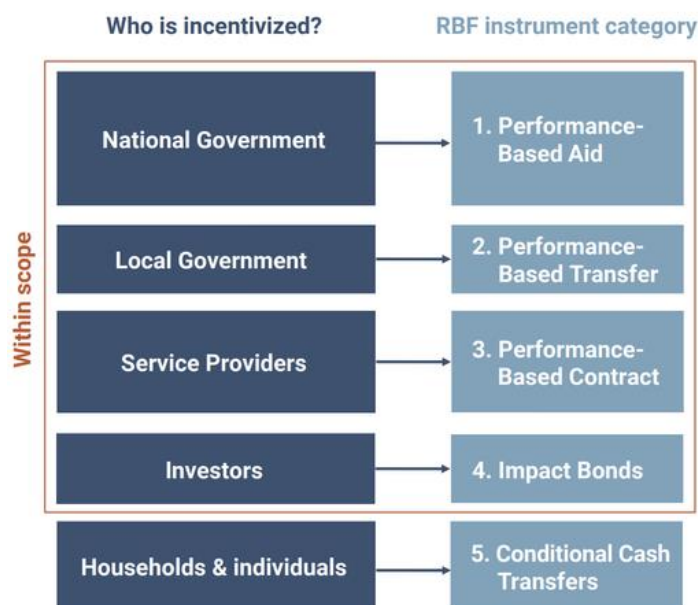 Who is incentivized?
RBF instrument category
Within scope
National Government
1. Performance-
Based Aid
Local Government
2. Performance-
Based Transfer
Service Providers
3. Performance-
Based Contract
Investors
4. Impact Bonds
Households & individuals
5. Conditional Cash
Transfers